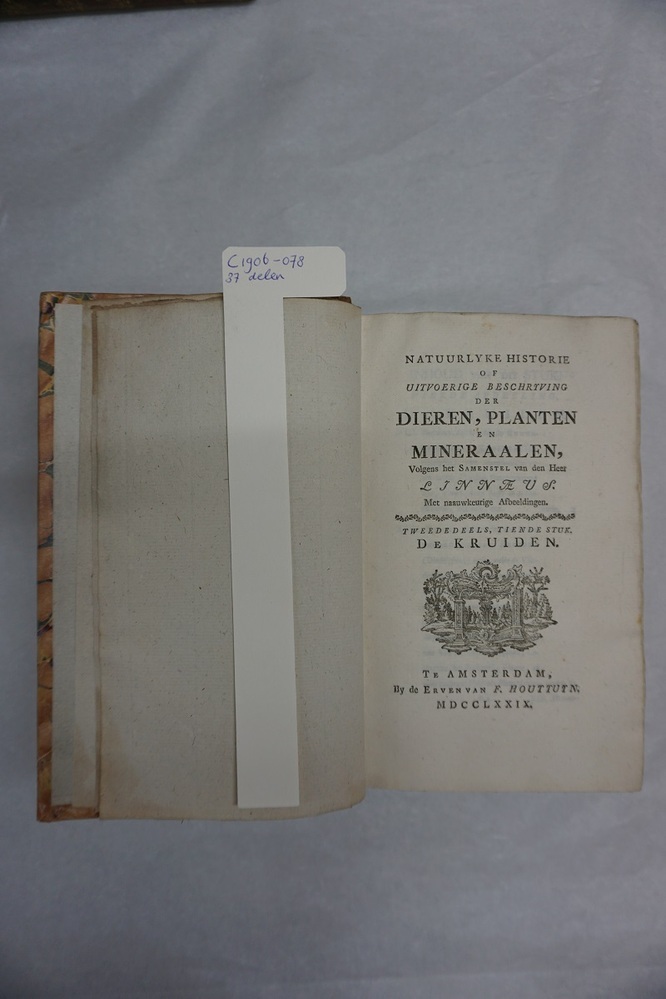 C1906-078
37 delen
NATUURLYKE HISTORIE
OF
UITVOERIGE BESCHRYVING
DER
DIEREN, PLANTEN
EN
MINERAALEN,
Volgens het SAMENSTEL van den Heer
LINNÆUS.
Met naauwkeurige Afbeeldingen.
TWEEDE DEELS, TIENDE STUK.
DE KRUIDEN.
TE AMSTERDAM,
By de ERVEN VAN F. HOUTTUYN.
MDCCLXXIX.